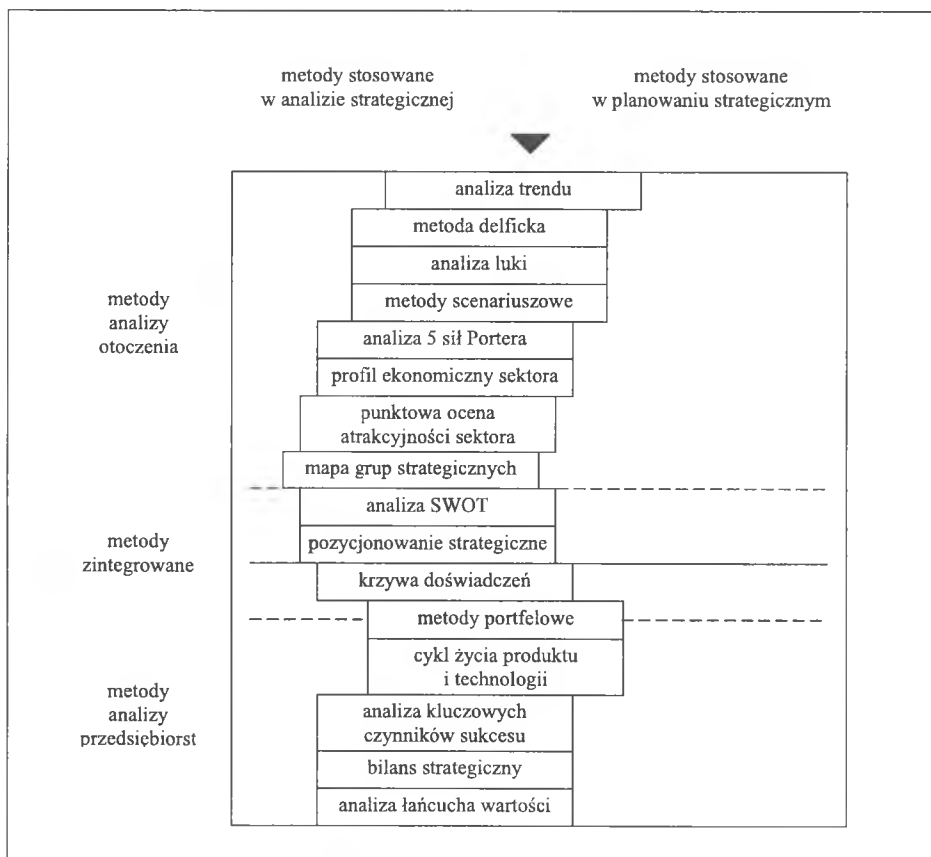 metody stosowane
w analizie strategicznej
metody stosowane
w planowaniu strategicznym
analiza trendu
metoda delficka
analiza luki
metody scenariuszowe
metody
analizy
otoczenia
analiza 5 sił Portera
profil ekonomiczny sektora
punktowa ocena
atrakcyjności sektora
mapa grup strategicznych
analiza SWOT
metody
zintegrowane
pozycjonowanie strategiczne
krzywa doświadczeń
metody portfelowe
cykl życia produktu
i technologii
metody
analizy
przedsiębiorst
analiza kluczowych
czynników sukcesu
bilans strategiczny
analiza łańcucha wartości